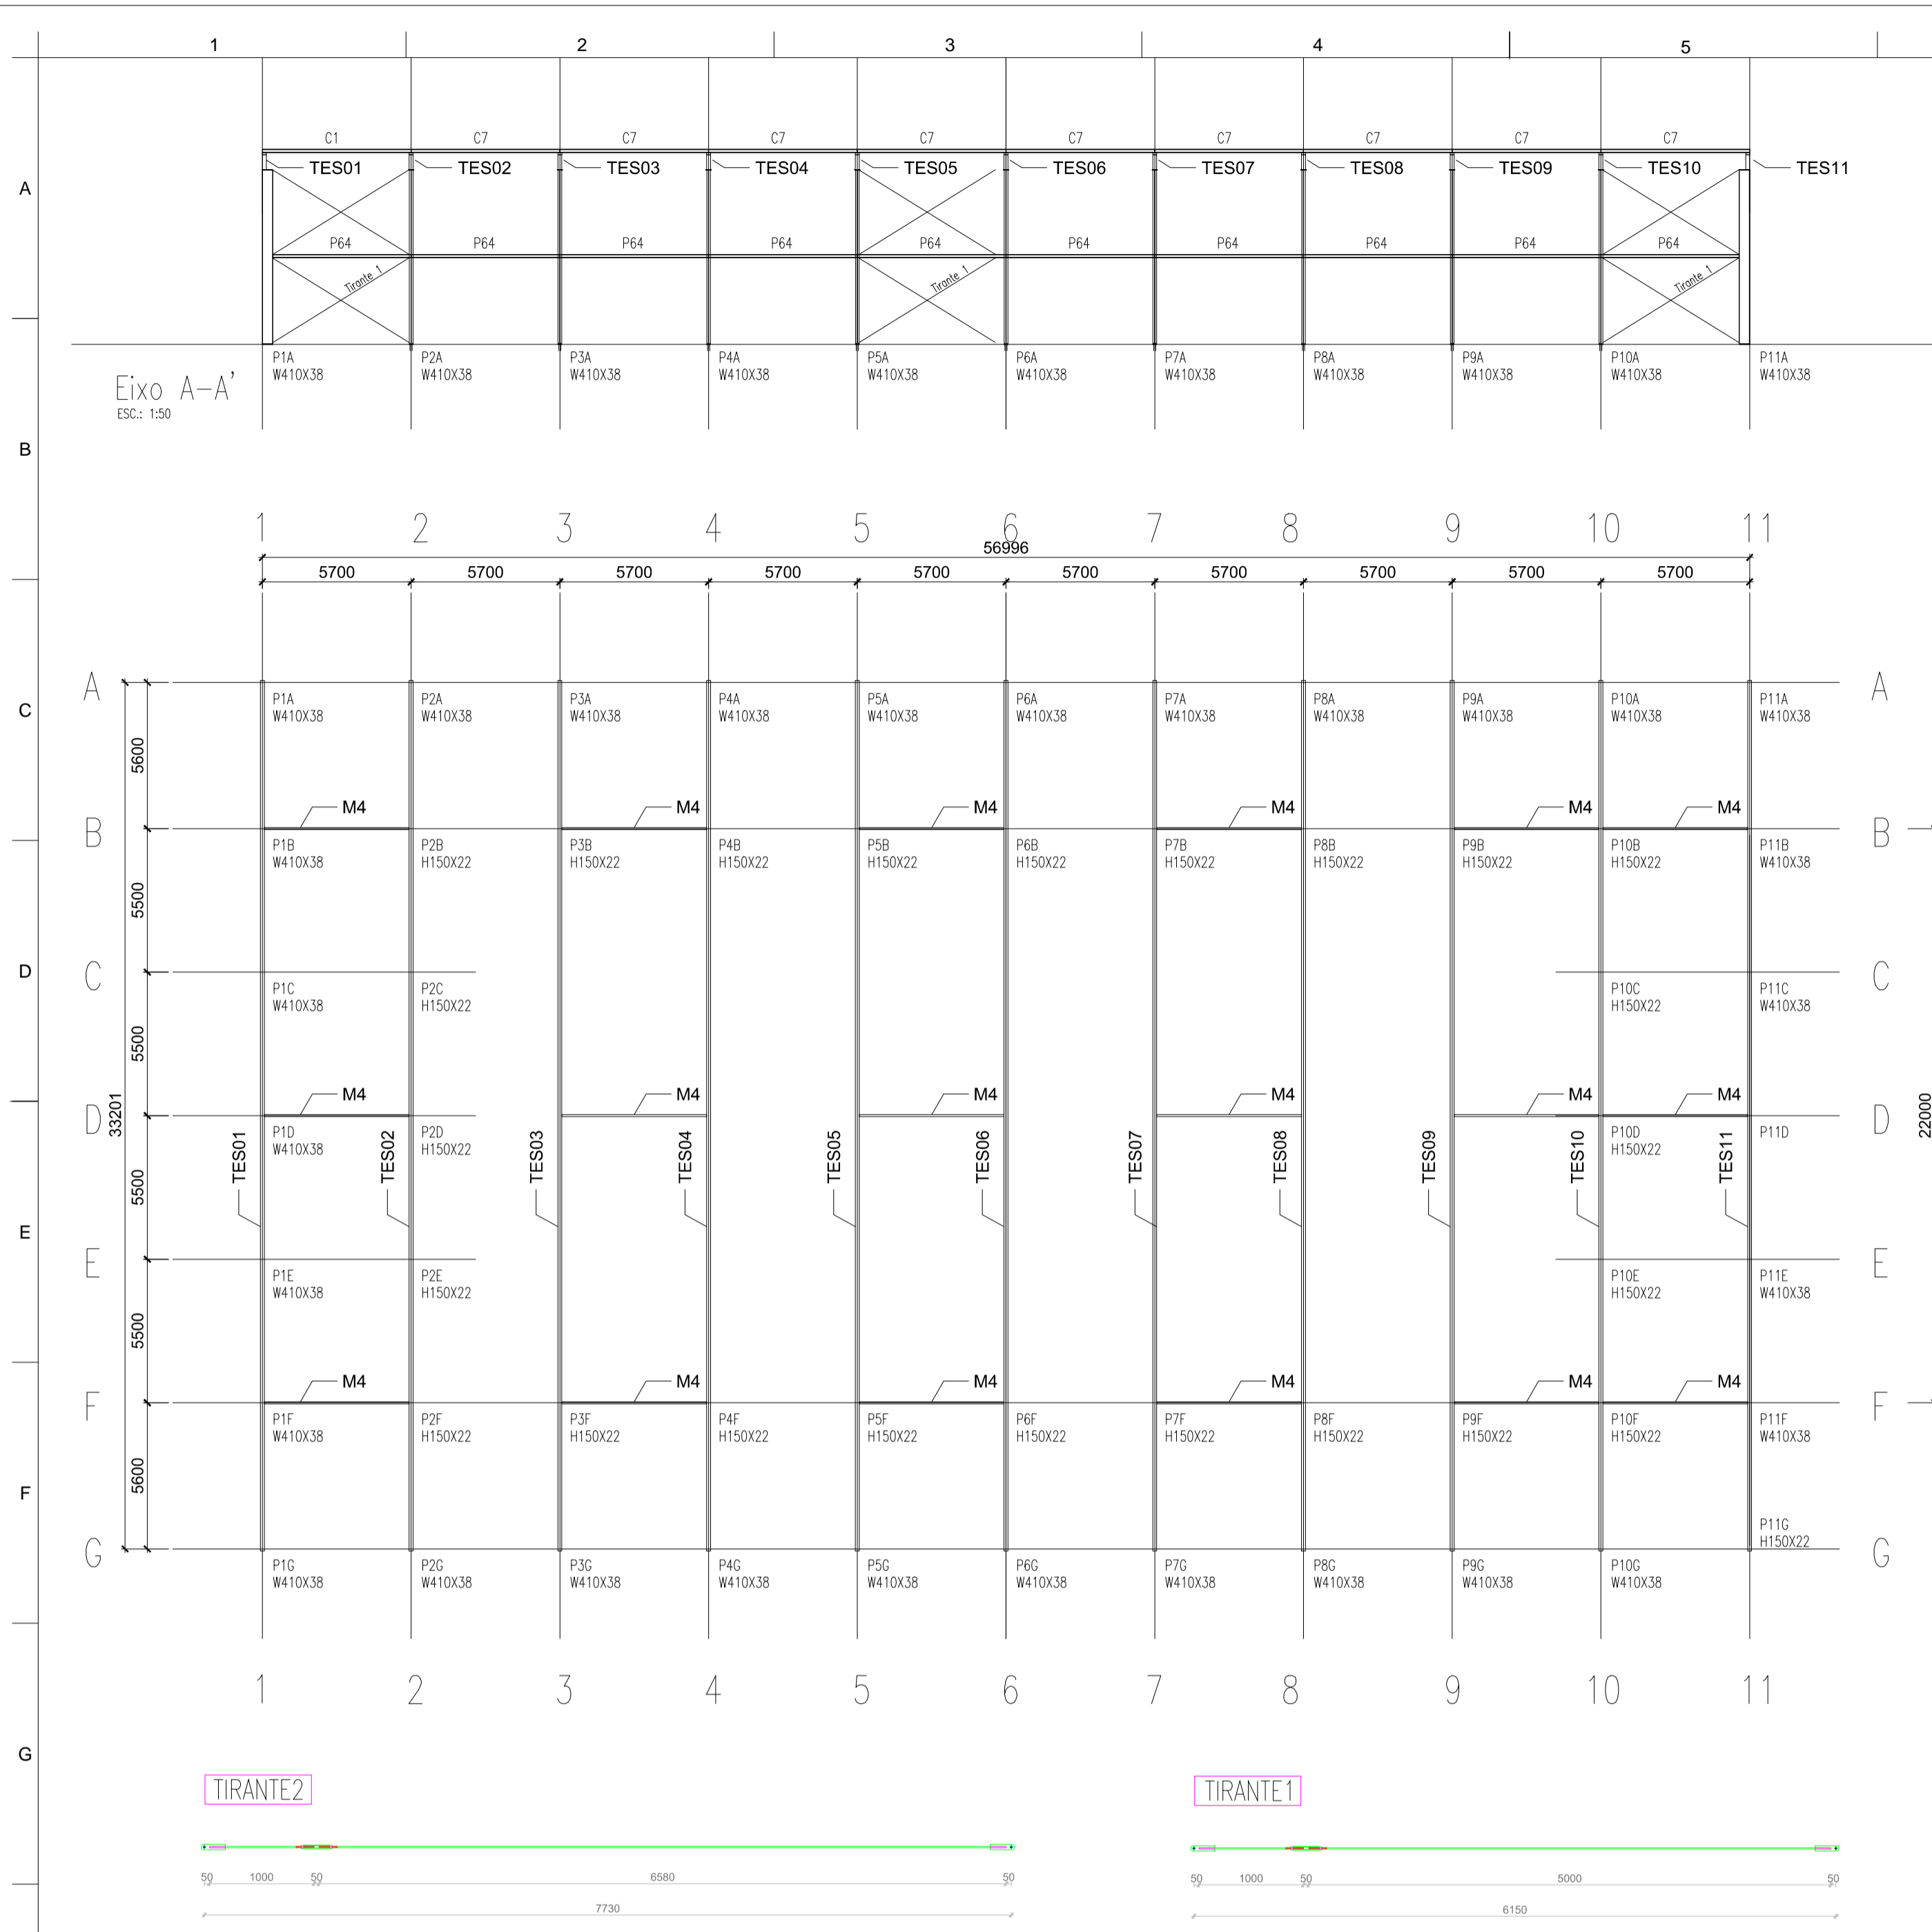 1 2 3 4 5
C1 C7 C7 C7 C7 C7 C7 C7 C7 C7
TES01 TES02 TES03 TES04 TES05 TES06 TES07 TES08 TES09 TES10 TES11
A
P64 P64 P64 P64 P64 P64 P64 P64 P64 P64
Tirante 1 Tirante 1 Tirante 1
P1A P2A P3A P4A P5A P6A P7A P8A P9A P10A P11A
W410X38 W410X38 W410X38 W410X38 W410X38 W410X38 W410X38 W410X38 W410X38 W410X38 W410X38
Eixo A-A'
ESC.: 1:50
B
1 2 3 4 5 6 7 8 9 10 11
56996
5700 5700 5700 5700 5700 5700 5700 5700 5700 5700
A A
P1A P2A P3A P4A P5A P6A P7A P8A P9A P10A P11A
C
W410X38 W410X38 W410X38 W410X38 W410X38 W410X38 W410X38 W410X38 W410X38 W410X38 W410X38
5600
M4 M4 M4 M4 M4 M4
B B
P1B P2B P3B P4B P5B P6B P7B P8B P9B P10B P11B
W410X38 H150X22 H150X22 H150X22 H150X22 H150X22 H150X22 H150X22 H150X22 H150X22 W410X38
5500
D
C C
P1C P2C P10C P11C
W410X38 H150X22 H150X22 W410X38
5500
M4 M4 M4 M4 M4 M4
33201
22000
D D
P1D P2D P10D P11D
W410X38 H150X22 H150X22
TES01 TES02 TES03 TES04 TES05 TES06 TES07 TES08 TES09 TES10 TES11
5500
E
E E
P1E P2E P10E P11E
W410X38 H150X22 H150X22 W410X38
5500
M4 M4 M4 M4 M4 M4
F F
P1F P2F P3F P4F P5F P6F P7F P8F P9F P10F P11F
W410X38 H150X22 H150X22 H150X22 H150X22 H150X22 H150X22 H150X22 H150X22 H150X22 W410X38
5600
F
P11G
H150X22
G G
P1G P2G P3G P4G P5G P6G P7G P8G P9G P10G
W410X38 W410X38 W410X38 W410X38 W410X38 W410X38 W410X38 W410X38 W410X38 W410X38
1 2 3 4 5 6 7 8 9 10 11
G
TIRANTE2 TIRANTE1
50 1000 50 6580 50 50 1000 50 5000 50
7730 6150